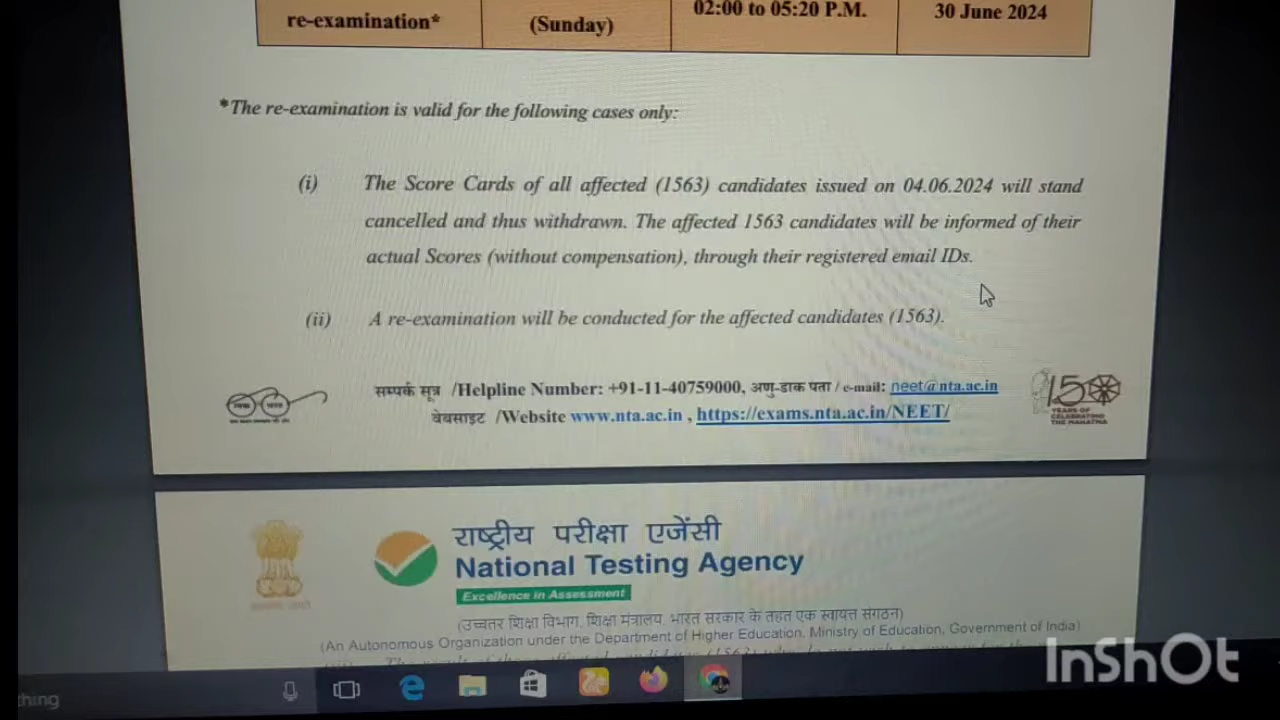 re-examination*
(Sunday)
02:00 to 05:20 P.M.
30 June 2024
*The re-examination is valid for the following cases only:
(i) The Score Cards of all affected (1563) candidates issued on 04.06.2024 will stand
cancelled and thus withdrawn. The affected 1563 candidates will be informed of their
actual Scores (without compensation), through their registered email IDs.
(ii) A re-examination will be conducted for the affected candidates (1563).
सम्पर्क सूत्र /Helpline Number: +91-11-40759000, अणु-डाक पता / e-mail: neet@nta.ac.in
वेबसाइट /Website www.nta.ac.in , https://exams.nta.ac.in/NEET/
150
YEARS OF
CELEBRATING
THE MAHATMA
राष्ट्रीय परीक्षा एजेंसी
National Testing Agency
Excellence in Assessment
(उच्चतर शिक्षा विभाग, शिक्षा मंत्रालय, भारत सरकार के तहत एक स्वायत्त संगठन)
(An Autonomous Organization under the Department of Higher Education, Ministry of Education, Government of India)
InShOt
thing